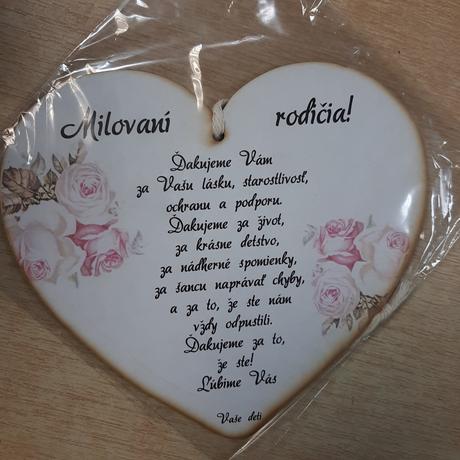 Milovaní rodičia!
Ďakujeme Vám
za Vašu lásku, starostlivosť,
ochranu a podporu.
Ďakujeme za život,
za krásne detstvo,
za nádherné spomienky,
za šancu naprávať chyby,
a za to, že ste nám
vždy odpustili.
Ďakujeme za to,
že ste!
Ľúbime Vás
Vaše deti